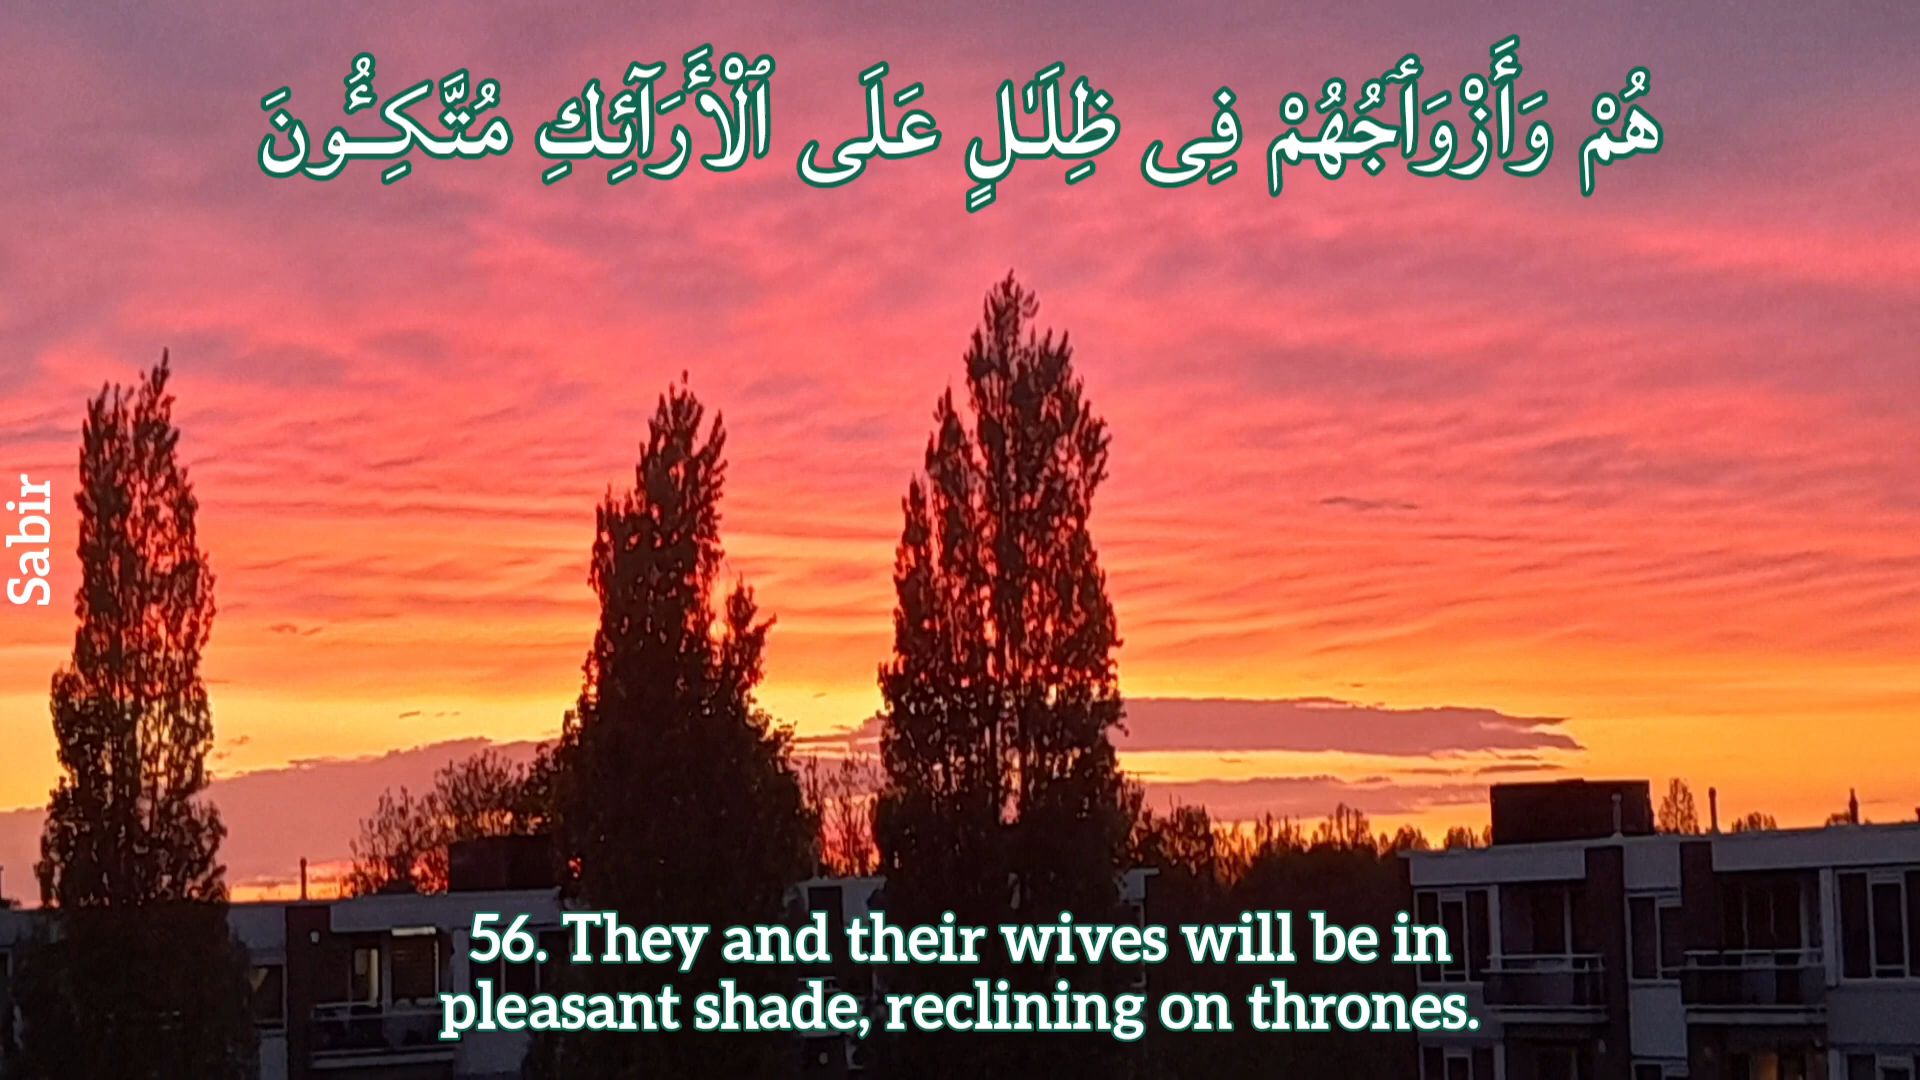 هُمْ وَأَزْوَٰٓجُهُمْ فِى ظِلَـٰلٍ عَلَى ٱلْأَرَآئِكِ مُتَّكِـُٔونَ
Sabir
56. They and their wives will be in
pleasant shade, reclining on thrones.